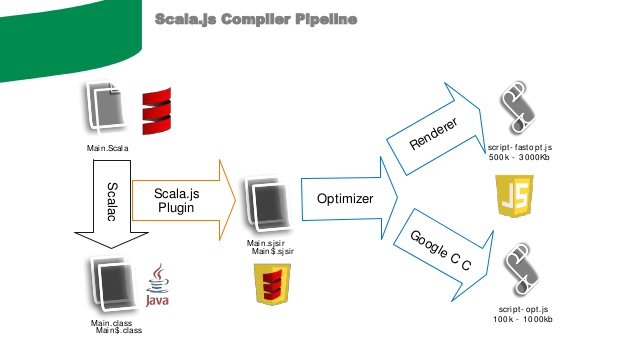 Scala.js Compiler Pipeline
Main.Scala
Scalac
Scala.js
Plugin
Main.sjsir
Main$.sjsir
Optimizer
Renderer
script- fastopt.js
500k - 3000Kb
JS
Google C C
script- opt.js
100k - 1000kb
Java
Main.class
Main$.class